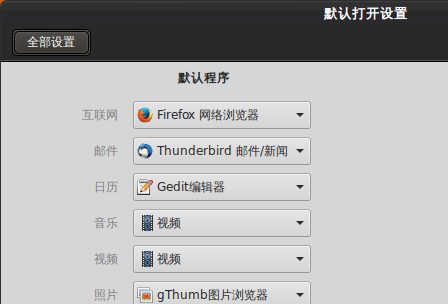 默认打开设置
全部设置
默认程序
互联网 Firefox 网络浏览器
邮件 Thunderbird 邮件/新闻
日历 Gedit编辑器
音乐 视频
视频 视频
照片 gThumb图片浏览器